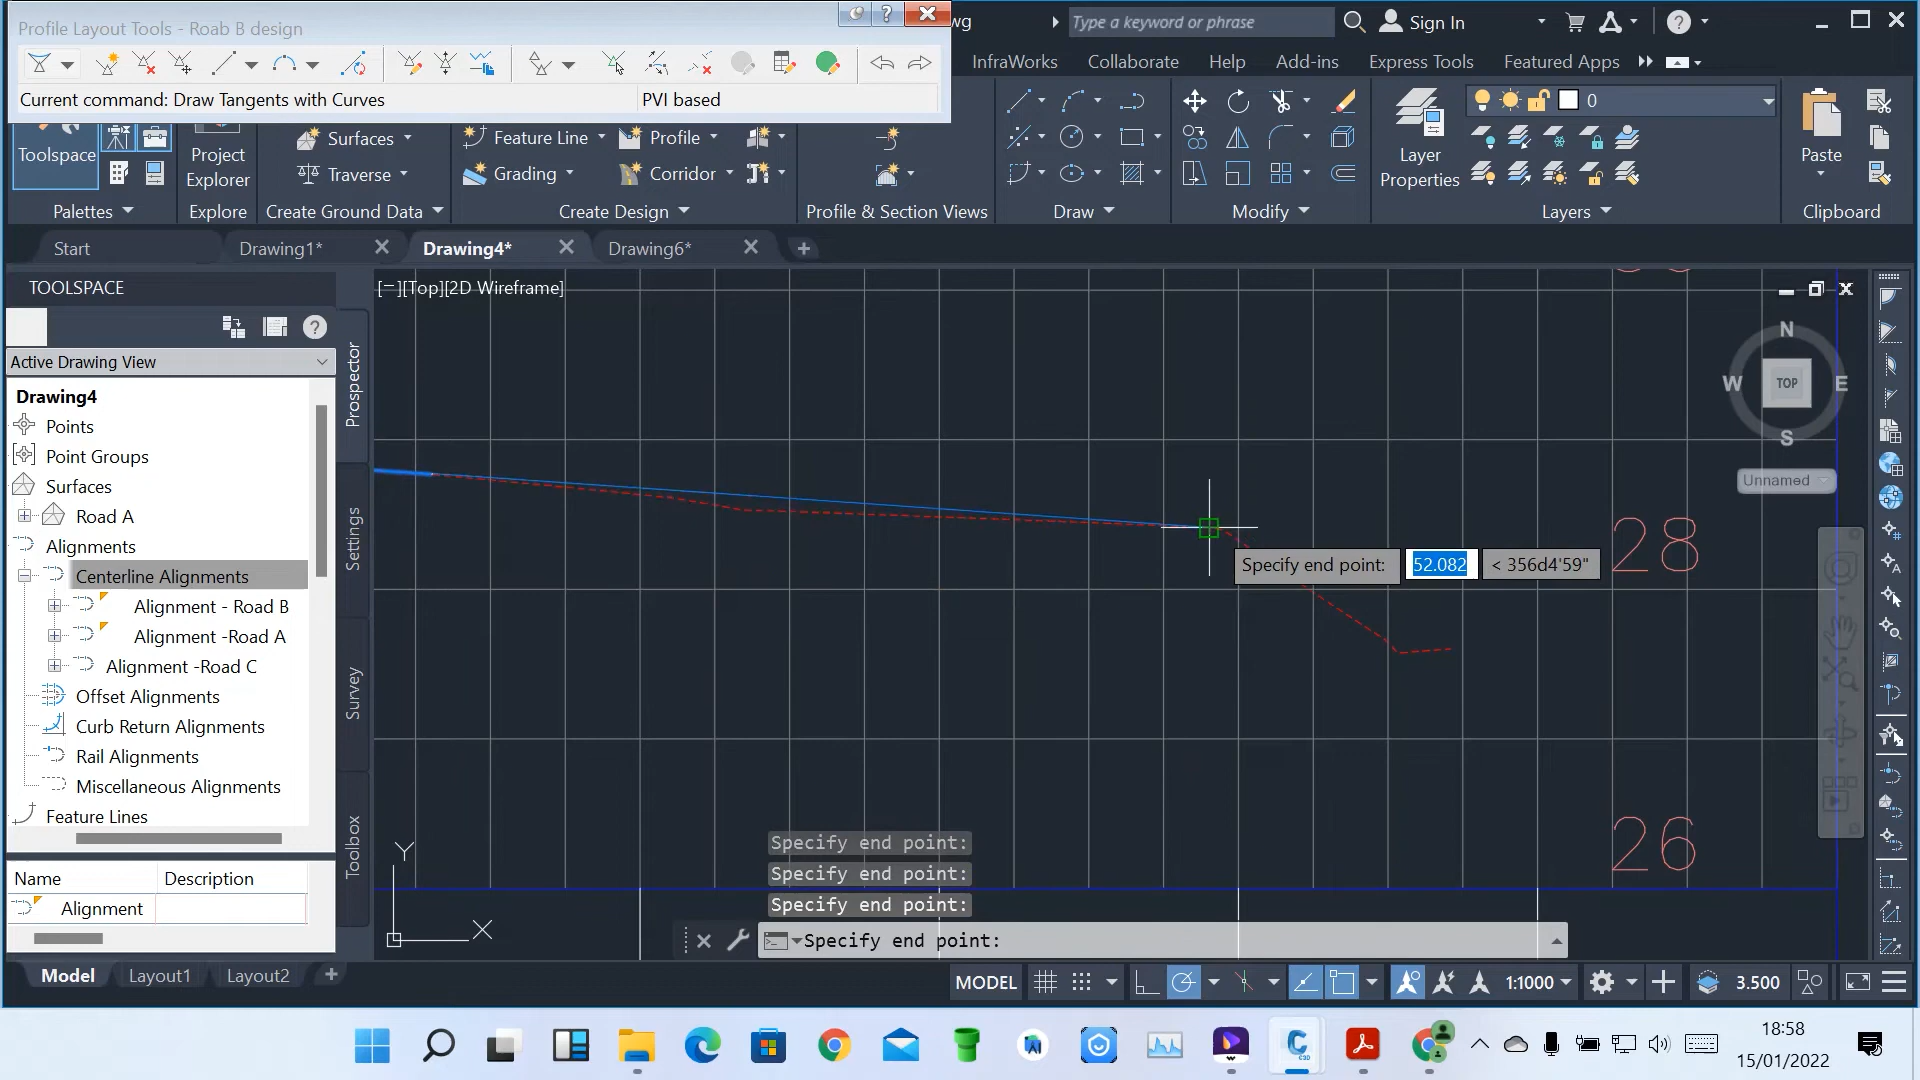 Profile Layout Tools - Roab B design
wg
Type a keyword or phrase
Sign In
Current command: Draw Tangents with Curves
PVI based
InfraWorks
Collaborate
Help
Add-ins
Express Tools
Featured Apps
Toolspace
Project Explorer
Surfaces
Traverse
Feature Line
Grading
Profile
Corridor
Layer Properties
0
Paste
Palettes
Explore
Create Ground Data
Create Design
Profile & Section Views
Draw
Modify
Layers
Clipboard
Start
Drawing1*
Drawing4*
Drawing6*
TOOLSPACE
Active Drawing View
Drawing4
Points
Point Groups
Surfaces
Road A
Alignments
Centerline Alignments
Alignment - Road B
Alignment -Road A
Alignment -Road C
Offset Alignments
Curb Return Alignments
Rail Alignments
Miscellaneous Alignments
Feature Lines
Name
Description
Alignment
Prospector
Settings
Survey
Toolbox
[−][Top][2D Wireframe]
N
W
TOP
E
S
Unnamed
Specify end point:
52.082
< 356d4'59"
28
26
Y
X
Specify end point:
Specify end point:
Specify end point:
Specify end point:
Model
Layout1
Layout2
MODEL
1:1000
3.500
18:58
15/01/2022